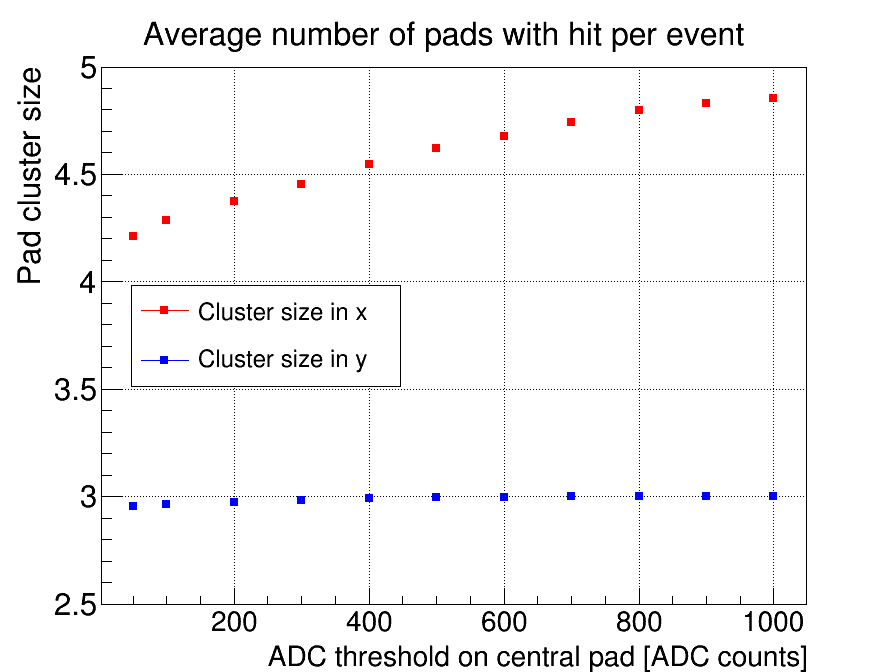 Average number of pads with hit per event
Pad cluster size
5
4.5
4
3.5
3
2.5
Cluster size in x
Cluster size in y
200
400
600
800
1000
ADC threshold on central pad [ADC counts]